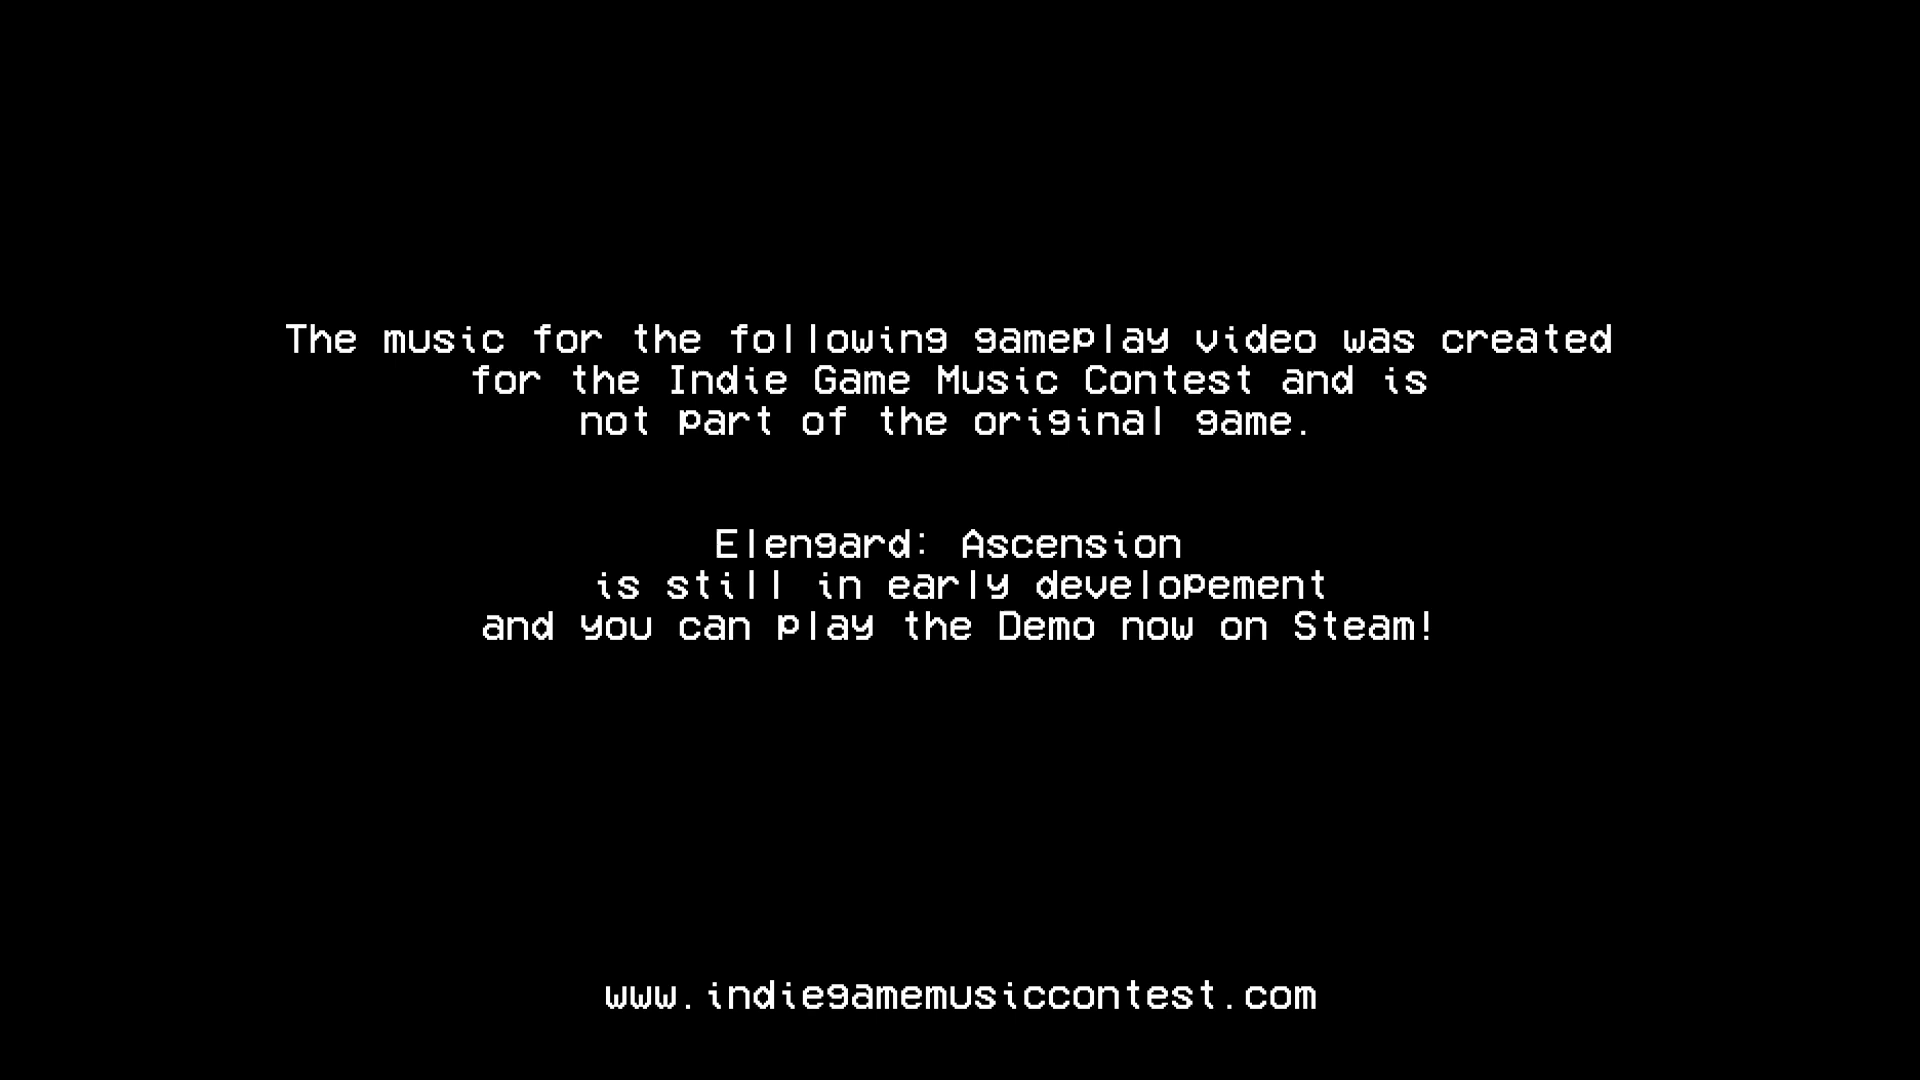 The music for the following gameplay video was created
for the Indie Game Music Contest and is
not part of the original game.
Elengard: Ascension
is still in early developement
and you can play the Demo now on Steam!
www.indiegamemusiccontest.com